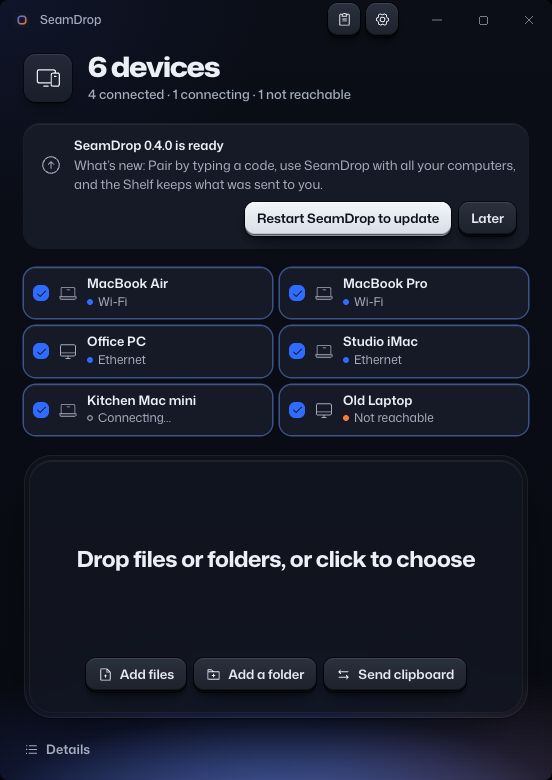 SeamDrop
6 devices
4 connected · 1 connecting · 1 not reachable
SeamDrop 0.4.0 is ready
What's new: Pair by typing a code, use SeamDrop with all your computers,
and the Shelf keeps what was sent to you.
Restart SeamDrop to update
Later
MacBook Air
Wi-Fi
MacBook Pro
Wi-Fi
Office PC
Ethernet
Studio iMac
Ethernet
Kitchen Mac mini
Connecting...
Old Laptop
Not reachable
Drop files or folders, or click to choose
Add files
Add a folder
Send clipboard
Details